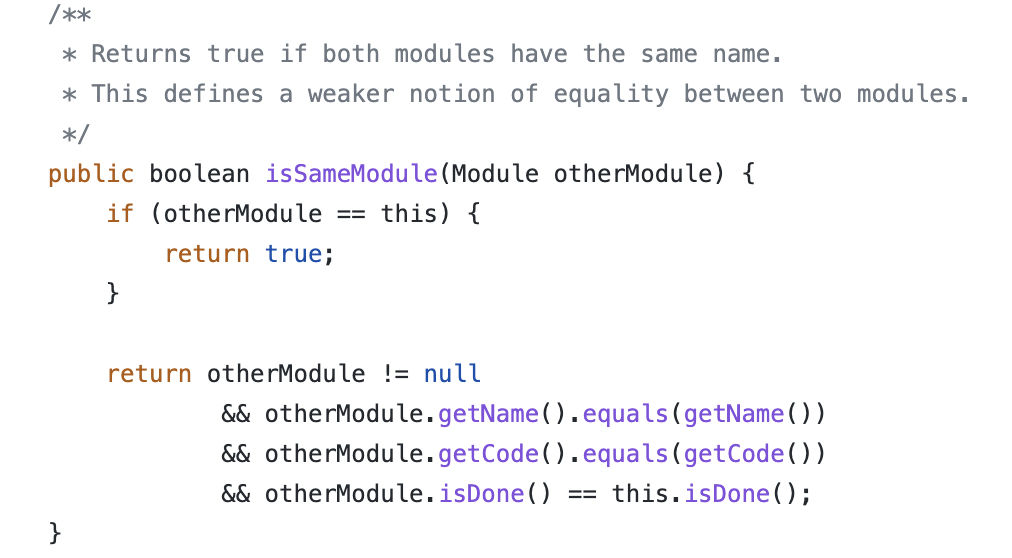 /**
 * Returns true if both modules have the same name.
 * This defines a weaker notion of equality between two modules.
 */
public boolean isSameModule(Module otherModule) {
    if (otherModule == this) {
        return true;
    }

    return otherModule != null
            && otherModule.getName().equals(getName())
            && otherModule.getCode().equals(getCode())
            && otherModule.isDone() == this.isDone();
}